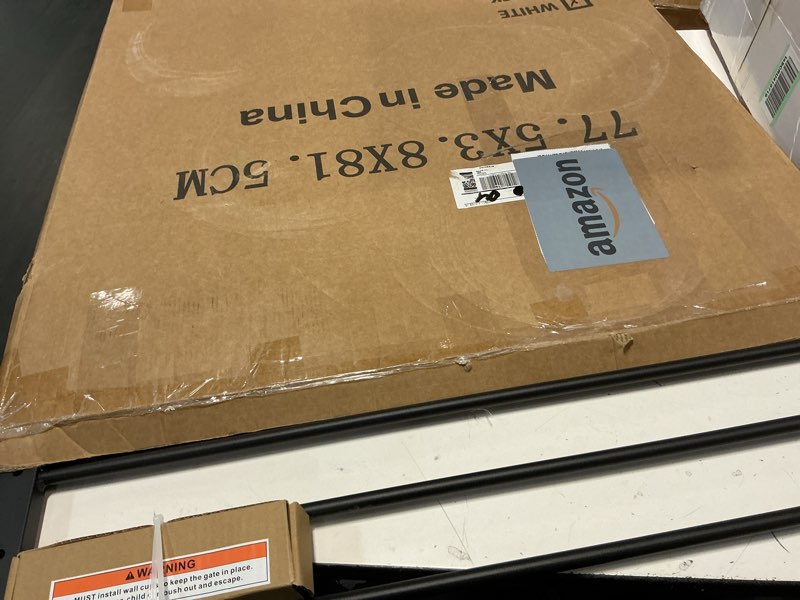 WHITE
Made in China
77.5X3.8X81.5CM
amazon
WARNING
MUST install wall cups to keep the gate in place.
child push out and escape.